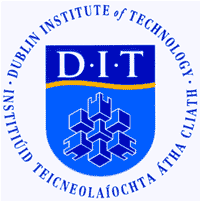 · DUBLIN INSTITUTE of TECHNOLOGY ·
D·I·T
INSTITIÚID TEICNEOLAÍOCHTA ÁTHA CLIATH